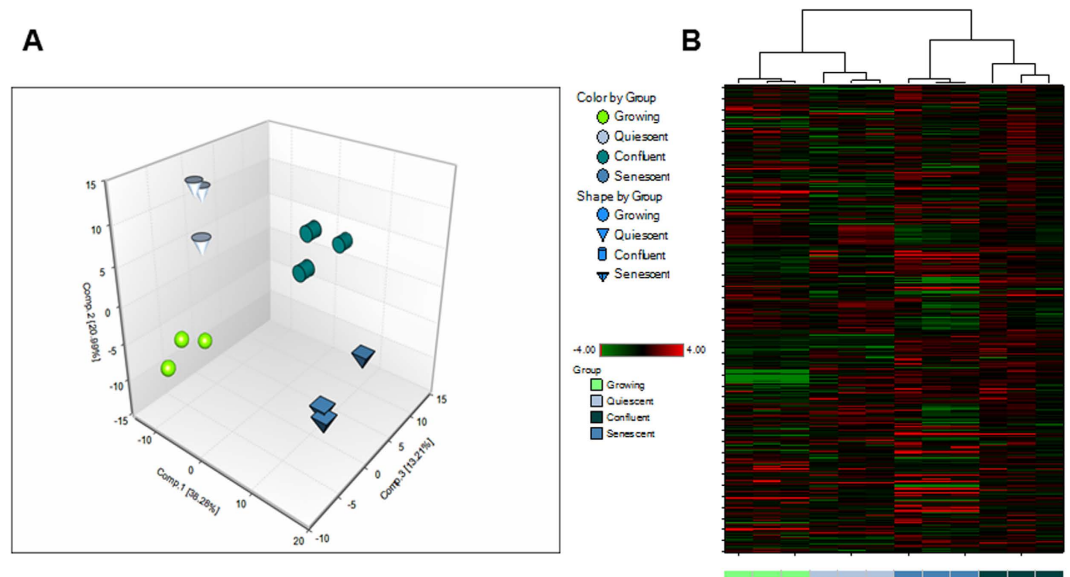 A
B
15
10
5
0
-5
-10
-15
Comp.2 [20.99%]
-10
0
10
20
Comp.1 [38.28%]
-10
-5
0
5
10
15
Comp.3 [13.21%]
Color by Group
Growing
Quiescent
Confluent
Senescent
Shape by Group
Growing
Quiescent
Confluent
Senescent
-4.00 4.00
Group
Growing
Quiescent
Confluent
Senescent